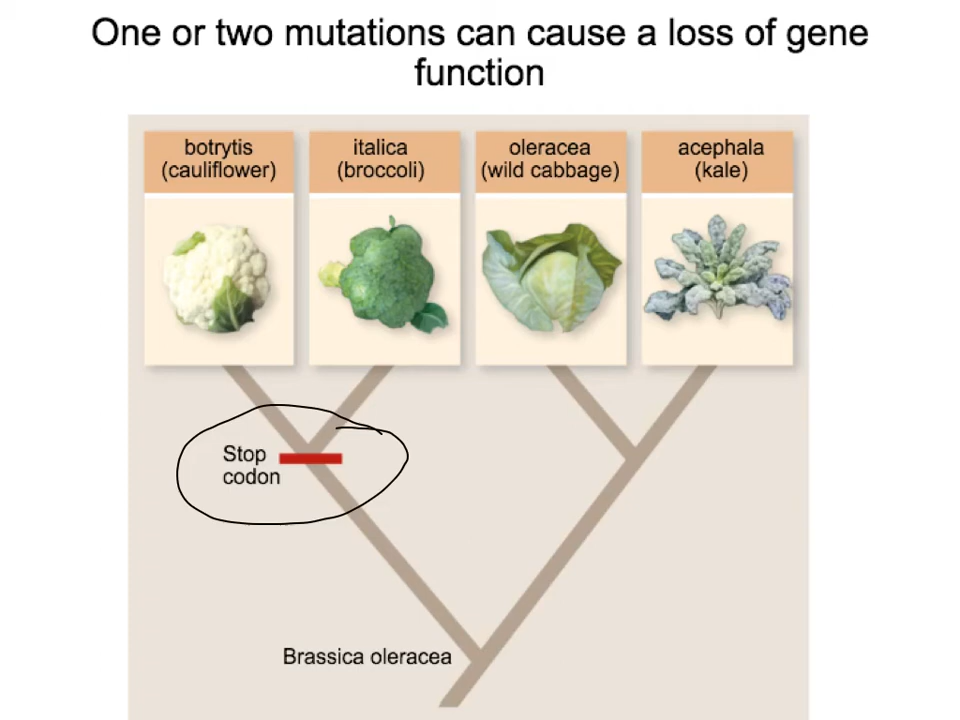 One or two mutations can cause a loss of gene
function
botrytis
(cauliflower)
italica
(broccoli)
oleracea
(wild cabbage)
acephala
(kale)
Stop
codon
Brassica oleracea